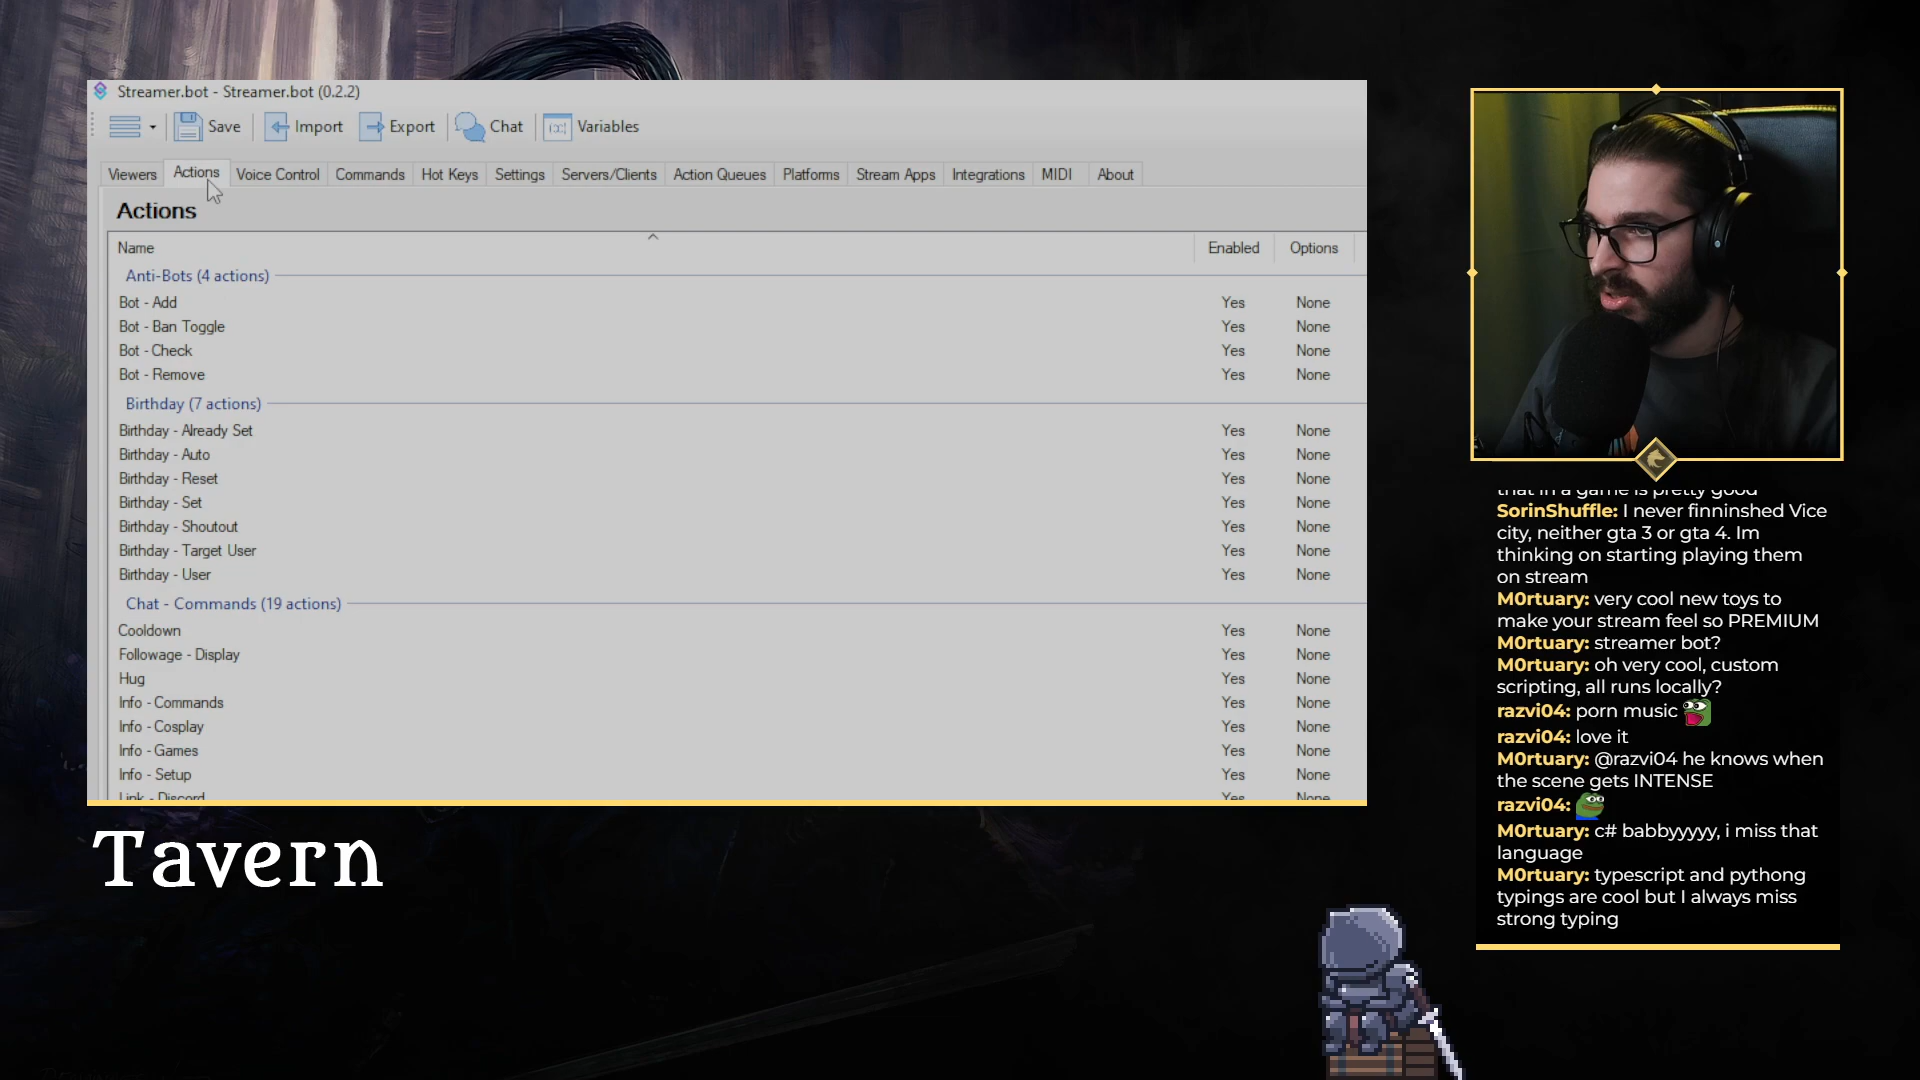 Streamer.bot - Streamer.bot (0.2.2)
Save Import Export Chat Variables
Viewers Actions Voice Control Commands Hot Keys Settings Servers/Clients Action Queues Platforms Stream Apps Integrations MIDI About
Actions
Name Enabled Options
Anti-Bots (4 actions)
Bot - Add Yes None
Bot - Ban Toggle Yes None
Bot - Check Yes None
Bot - Remove Yes None
Birthday (7 actions)
Birthday - Already Set Yes None
Birthday - Auto Yes None
Birthday - Reset Yes None
Birthday - Set Yes None
Birthday - Shoutout Yes None
Birthday - Target User Yes None
Birthday - User Yes None
Chat - Commands (19 actions)
Cooldown Yes None
Followage - Display Yes None
Hug Yes None
Info - Commands Yes None
Info - Cosplay Yes None
Info - Games Yes None
Info - Setup Yes None
Link - Discord Yes None
Tavern
that in a game is pretty good
SorinShuffle: I never finninshed Vice
city, neither gta 3 or gta 4. Im
thinking on starting playing them
on stream
M0rtuary: very cool new toys to
make your stream feel so PREMIUM
M0rtuary: streamer bot?
M0rtuary: oh very cool, custom
scripting, all runs locally?
razvi04: porn music
razvi04: love it
M0rtuary: @razvi04 he knows when
the scene gets INTENSE
razvi04:
M0rtuary: c# babbyyyyy, i miss that
language
M0rtuary: typescript and pythong
typings are cool but I always miss
strong typing